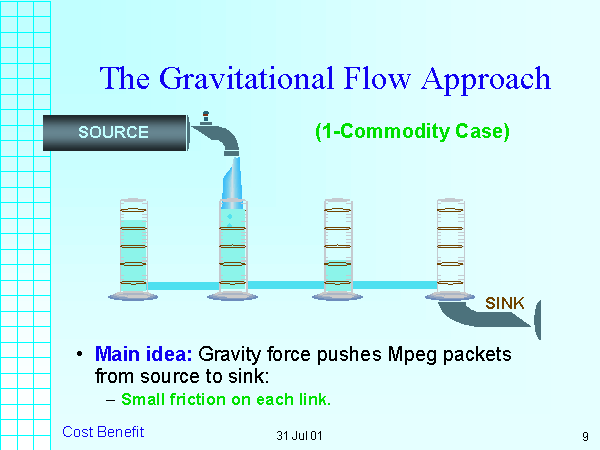 The Gravitational Flow Approach
SOURCE
(1-Commodity Case)
SINK
• Main idea: Gravity force pushes Mpeg packets
from source to sink:
– Small friction on each link.
Cost Benefit
31 Jul 01
9